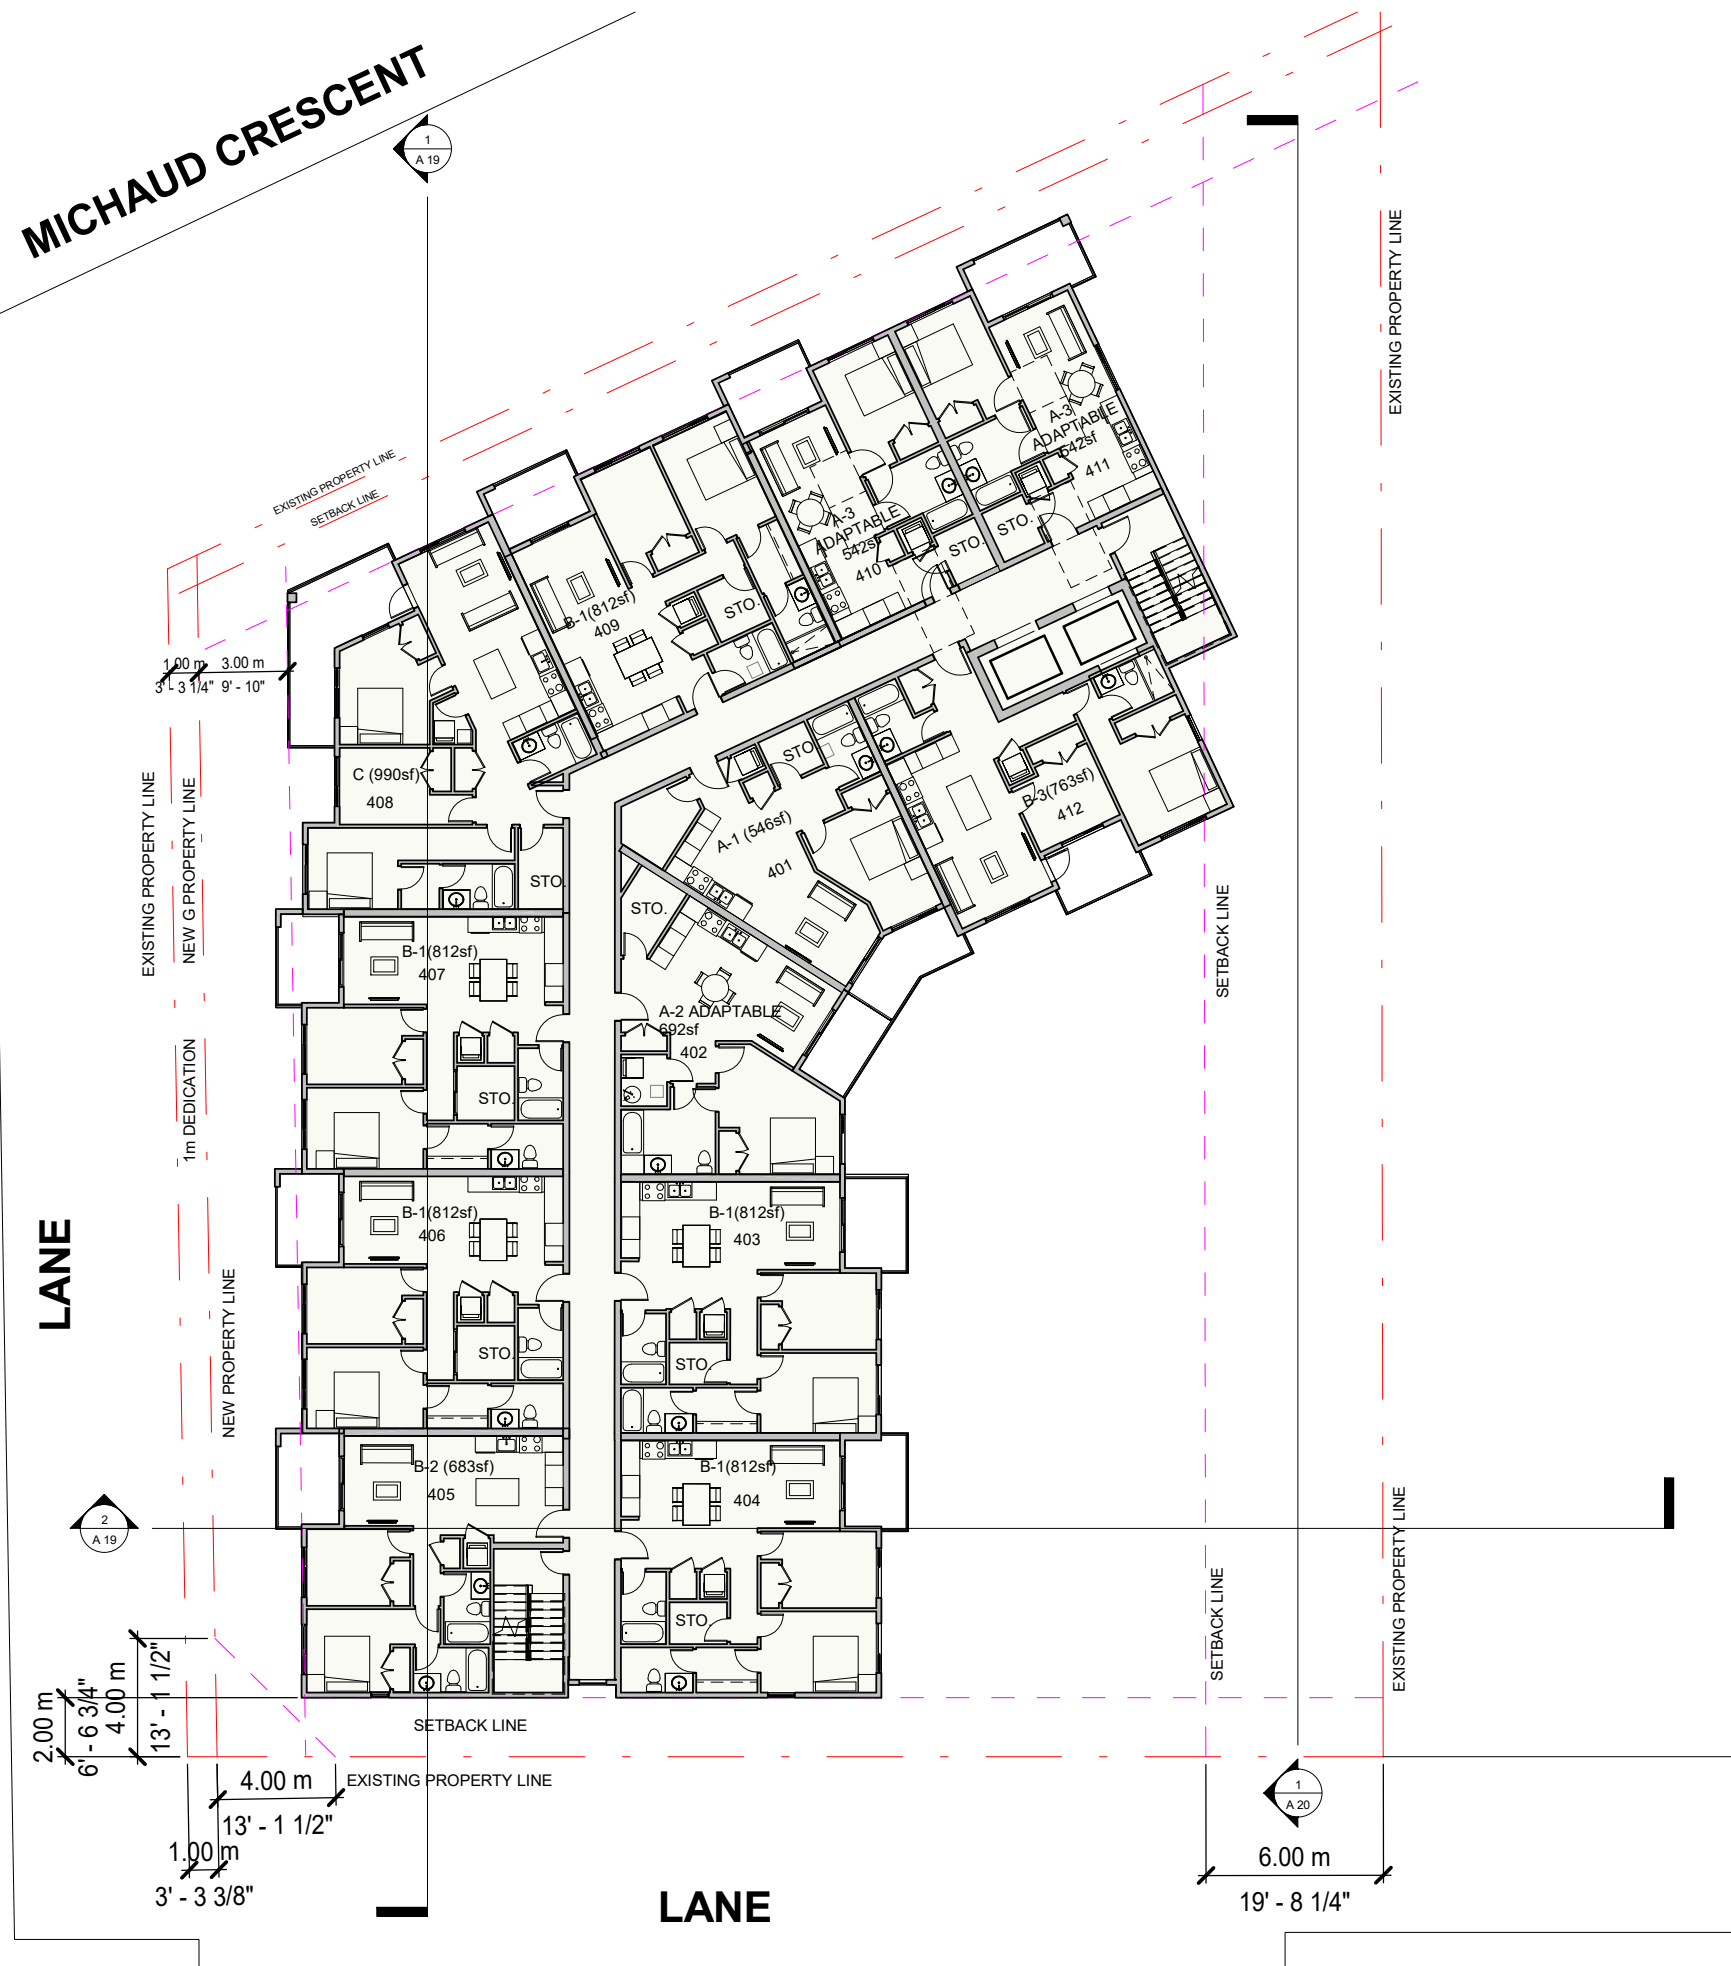 MICHAUD CRESCENT
1
A 19
EXISTING PROPERTY LINE
A-3
ADAPTABLE
542sf
411
STO.
EXISTING PROPERTY LINE
SETBACK LINE
A-3
ADAPTABLE
542sf
410
STO.
B-1(812sf)
409
STO.
1.00 m
3' - 3 1/4"
3.00 m
9' - 10"
C (990sf)
408
STO.
STO.
A-1 (546sf)
401
B-3(763sf)
412
EXISTING PROPERTY LINE
NEW G PROPERTY LINE
1m DEDICATION
SETBACK LINE
B-1(812sf)
407
STO.
STO.
A-2 ADAPTABLE
692sf
402
LANE
NEW PROPERTY LINE
B-1(812sf)
406
STO.
B-1(812sf)
403
STO.
B-2 (683sf)
405
B-1(812sf)
404
STO.
2
A 19
EXISTING PROPERTY LINE
SETBACK LINE
2.00 m
6' - 6 3/4"
4.00 m
13' - 1 1/2"
SETBACK LINE
EXISTING PROPERTY LINE
4.00 m
13' - 1 1/2"
1.00 m
3' - 3 3/8"
1
A 20
6.00 m
19' - 8 1/4"
LANE